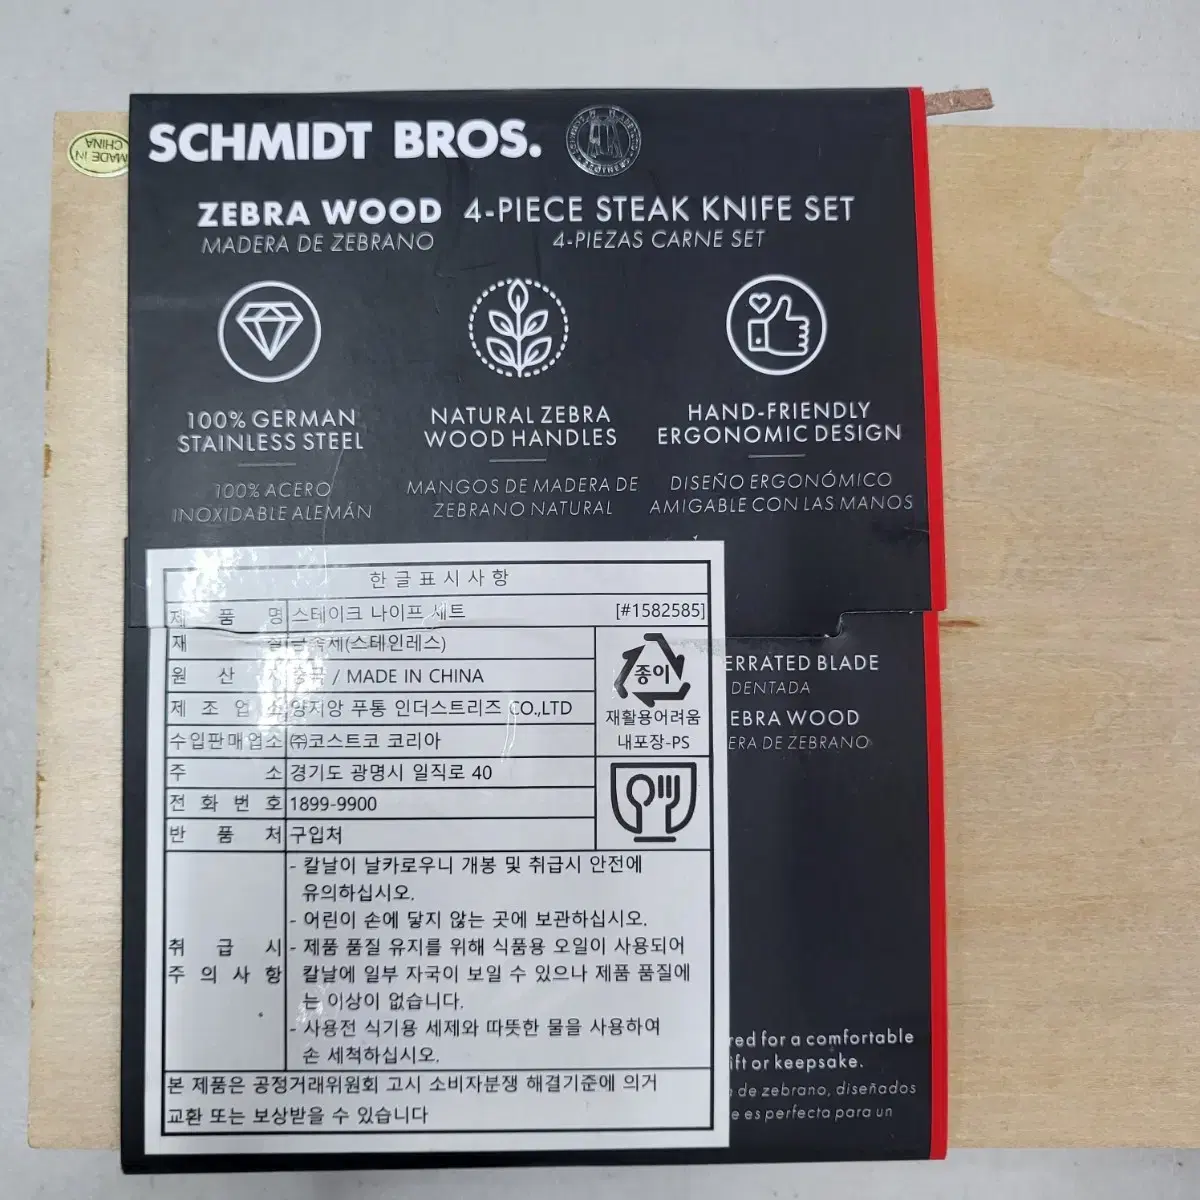 MADE IN
CHINA
SCHMIDT BROS.
ZEBRA WOOD 4-PIECE STEAK KNIFE SET
MADERA DE ZEBRANO 4-PIEZAS CARNE SET
100% GERMAN
STAINLESS STEEL
100% ACERO
INOXIDABLE ALEMÁN
NATURAL ZEBRA
WOOD HANDLES
MANGOS DE MADERA DE
ZEBRANO NATURAL
HAND-FRIENDLY
ERGONOMIC DESIGN
DISEÑO ERGONÓMICO
AMIGABLE CON LAS MANOS
한글표시사항
제 품 명 스테이크 나이프 세트 [#1582585]
재 질 금속제(스테인레스)
원 산 지 중국 / MADE IN CHINA
제 조 업 소 양지앙 푸통 인더스트리즈 CO.,LTD
수입판매업소 ㈜코스트코 코리아
주 소 경기도 광명시 일직로 40
전 화 번 호 1899-9900
반 품 처 구입처
종이
재활용어려움
내포장-PS
취 급 시
주 의 사 항
- 칼날이 날카로우니 개봉 및 취급시 안전에
유의하십시오.
- 어린이 손에 닿지 않는 곳에 보관하십시오.
- 제품 품질 유지를 위해 식품용 오일이 사용되어
칼날에 일부 자국이 보일 수 있으나 제품 품질에
는 이상이 없습니다.
- 사용전 식기용 세제와 따뜻한 물을 사용하여
손 세척하십시오.
본 제품은 공정거래위원회 고시 소비자분쟁 해결기준에 의거
교환 또는 보상받을 수 있습니다
ERRATED BLADE
DENTADA
EBRA WOOD
ERA DE ZEBRANO
red for a comfortable
ift or keepsake.
a de zebrano, diseñados
e es perfecta para un